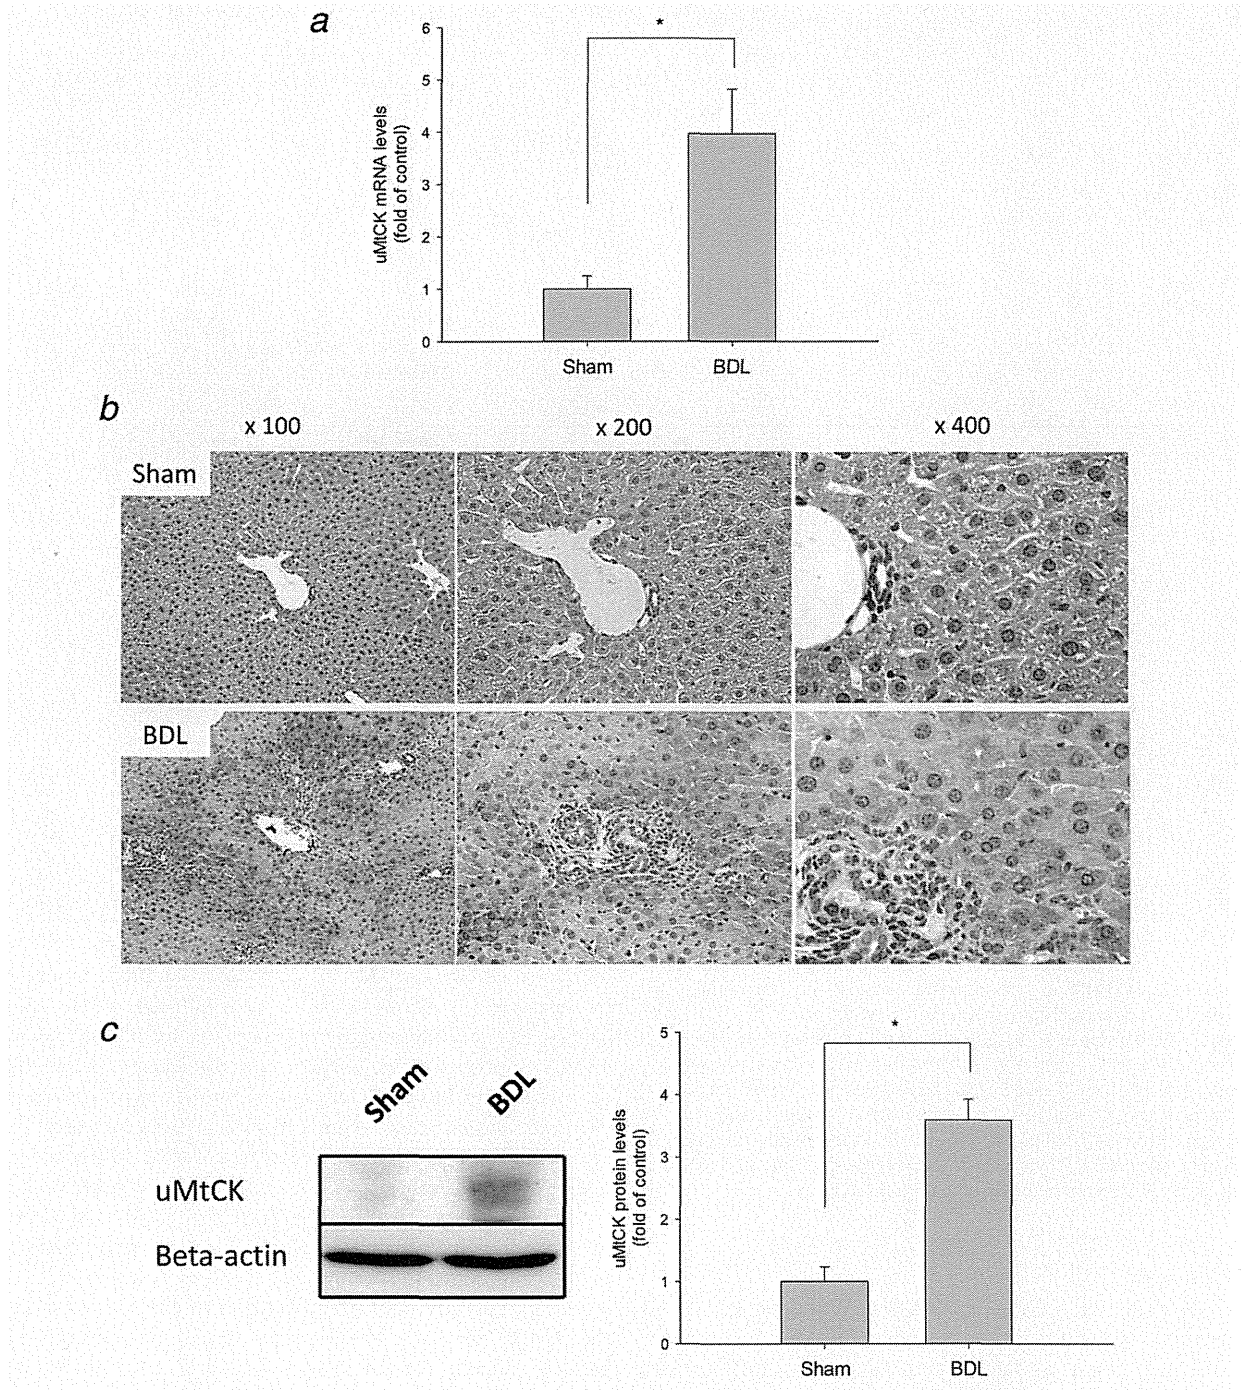 a
*
6
5
4
3
2
1
0
uMtCK mRNA levels
(fold of control)
Sham BDL
b
x 100 x 200 x 400
Sham
BDL
c
Sham BDL
uMtCK
Beta-actin
*
5
4
3
2
1
0
uMtCK protein levels
(fold of control)
Sham BDL